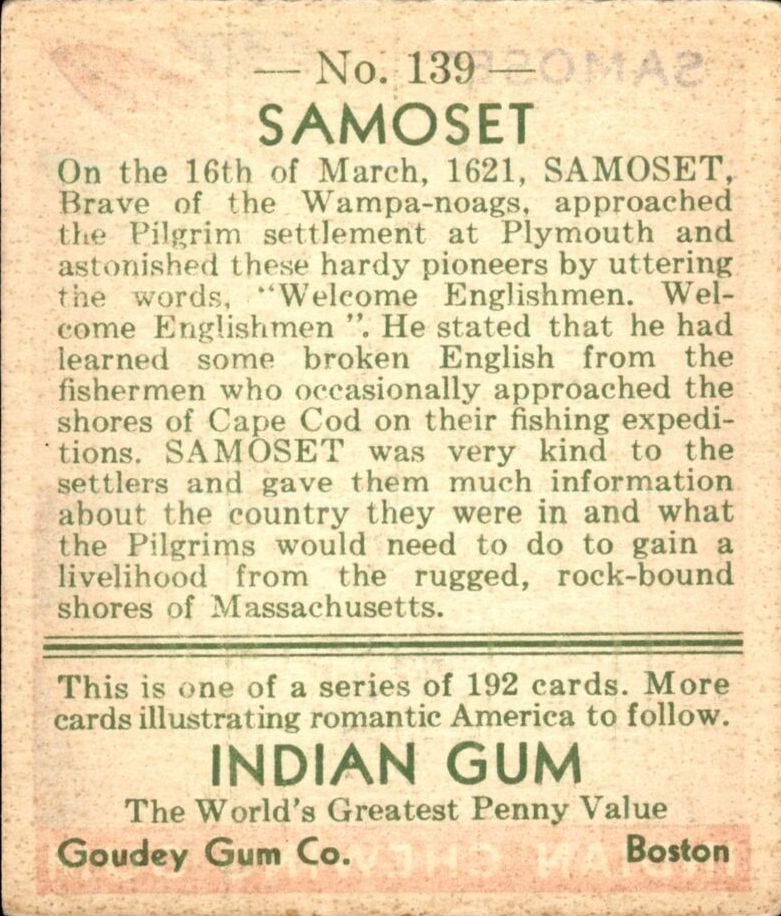 — No. 139 —
SAMOSET
On the 16th of March, 1621, SAMOSET,
Brave of the Wampa-noags, approached
the Pilgrim settlement at Plymouth and
astonished these hardy pioneers by uttering
the words, "Welcome Englishmen. Wel-
come Englishmen ". He stated that he had
learned some broken English from the
fishermen who occasionally approached the
shores of Cape Cod on their fishing expedi-
tions. SAMOSET was very kind to the
settlers and gave them much information
about the country they were in and what
the Pilgrims would need to do to gain a
livelihood from the rugged, rock-bound
shores of Massachusetts.
This is one of a series of 192 cards. More
cards illustrating romantic America to follow.
INDIAN GUM
The World's Greatest Penny Value
Goudey Gum Co. Boston